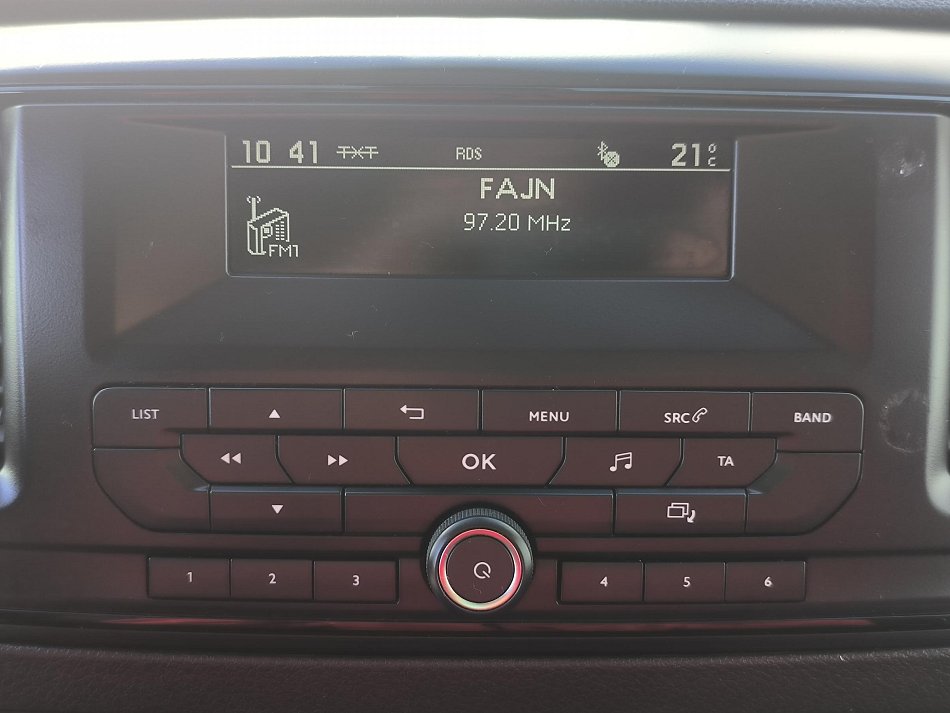 10 41 TXT RDS 21°C
FAJN
97.20 MHz
FM1
LIST MENU SRC BAND
OK TA
1 2 3 4 5 6